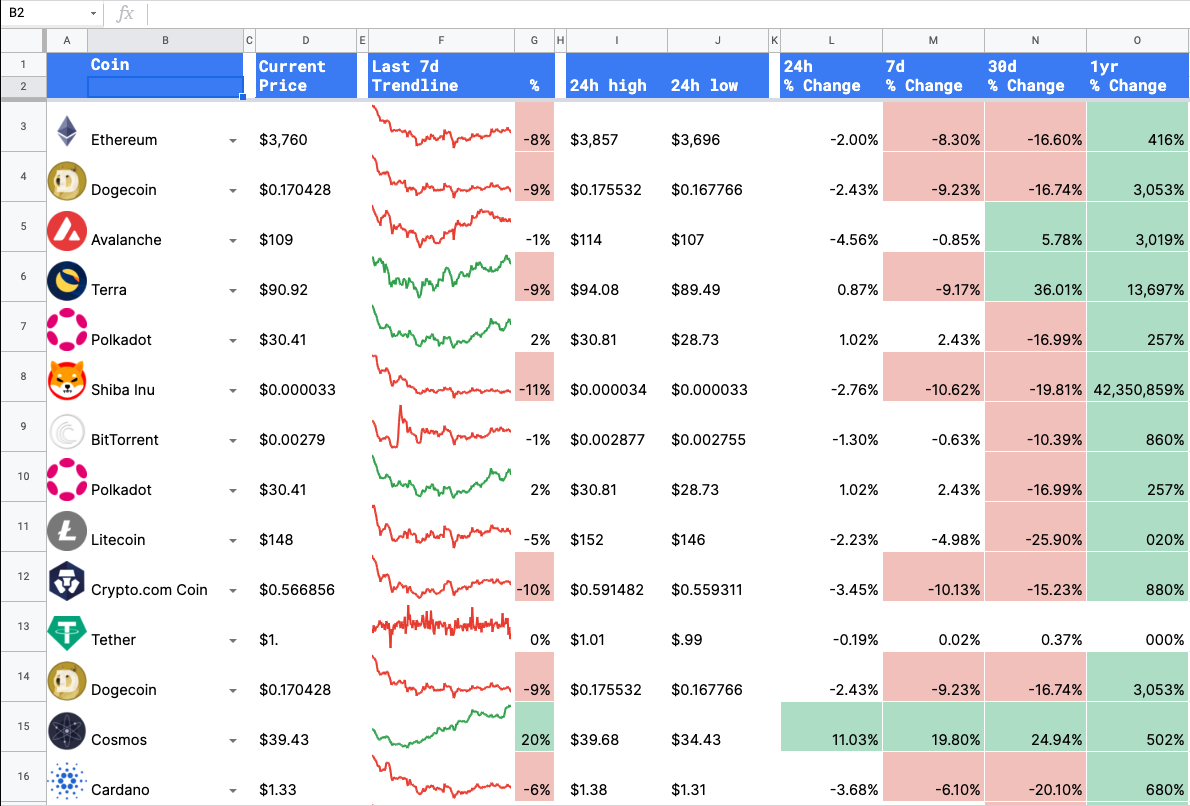 B2 fx
A B C D E F G H I J K L M N O
1 Coin Current Last 7d 24h 7d 30d 1yr
2 Price Trendline % 24h high 24h low % Change % Change % Change % Change
3 Ethereum $3,760 -8% $3,857 $3,696 -2.00% -8.30% -16.60% 416%
4 Dogecoin $0.170428 -9% $0.175532 $0.167766 -2.43% -9.23% -16.74% 3,053%
5 Avalanche $109 -1% $114 $107 -4.56% -0.85% 5.78% 3,019%
6 Terra $90.92 -9% $94.08 $89.49 0.87% -9.17% 36.01% 13,697%
7 Polkadot $30.41 2% $30.81 $28.73 1.02% 2.43% -16.99% 257%
8 Shiba Inu $0.000033 -11% $0.000034 $0.000033 -2.76% -10.62% -19.81% 42,350,859%
9 BitTorrent $0.00279 -1% $0.002877 $0.002755 -1.30% -0.63% -10.39% 860%
10 Polkadot $30.41 2% $30.81 $28.73 1.02% 2.43% -16.99% 257%
11 Litecoin $148 -5% $152 $146 -2.23% -4.98% -25.90% 020%
12 Crypto.com Coin $0.566856 -10% $0.591482 $0.559311 -3.45% -10.13% -15.23% 880%
13 Tether $1. 0% $1.01 $.99 -0.19% 0.02% 0.37% 000%
14 Dogecoin $0.170428 -9% $0.175532 $0.167766 -2.43% -9.23% -16.74% 3,053%
15 Cosmos $39.43 20% $39.68 $34.43 11.03% 19.80% 24.94% 502%
16 Cardano $1.33 -6% $1.38 $1.31 -3.68% -6.10% -20.10% 680%